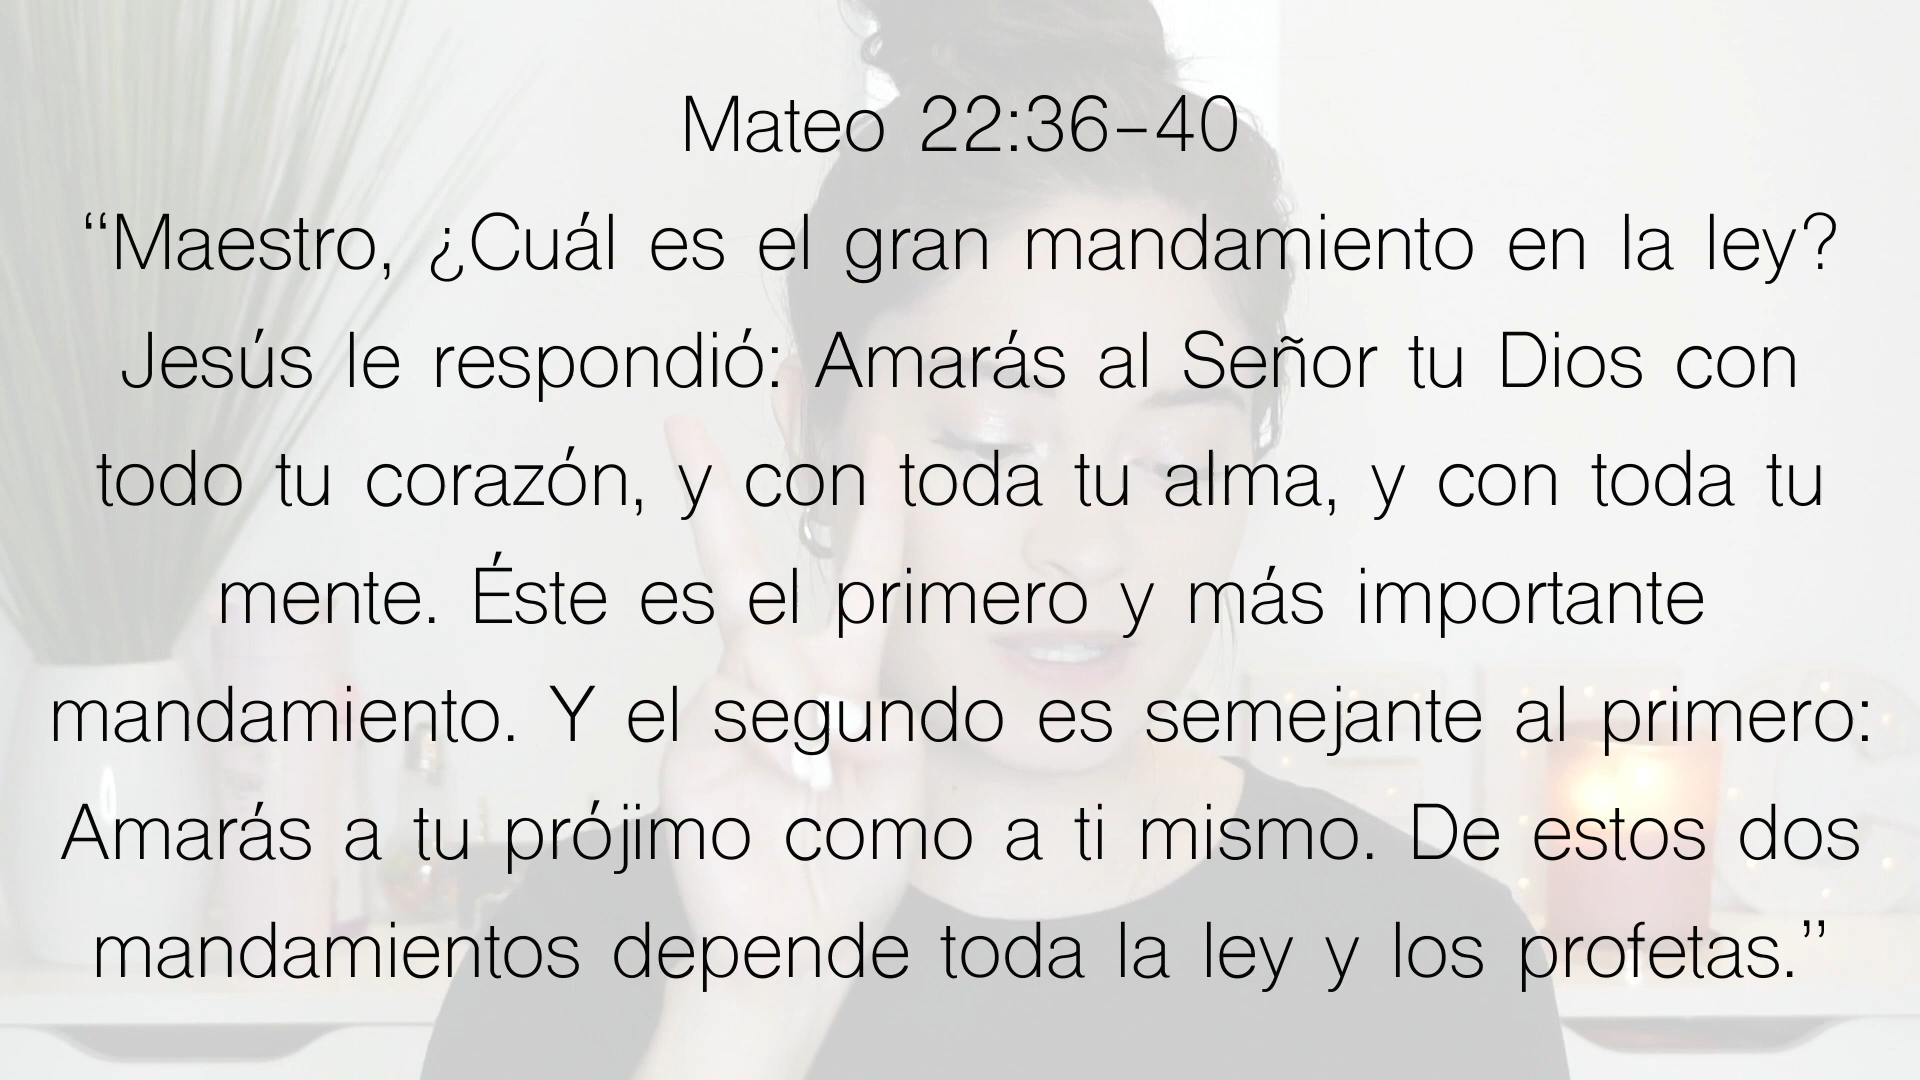 Mateo 22:36-40
“Maestro, ¿Cuál es el gran mandamiento en la ley?
Jesús le respondió: Amarás al Señor tu Dios con
todo tu corazón, y con toda tu alma, y con toda tu
mente. Éste es el primero y más importante
mandamiento. Y el segundo es semejante al primero:
Amarás a tu prójimo como a ti mismo. De estos dos
mandamientos depende toda la ley y los profetas.”